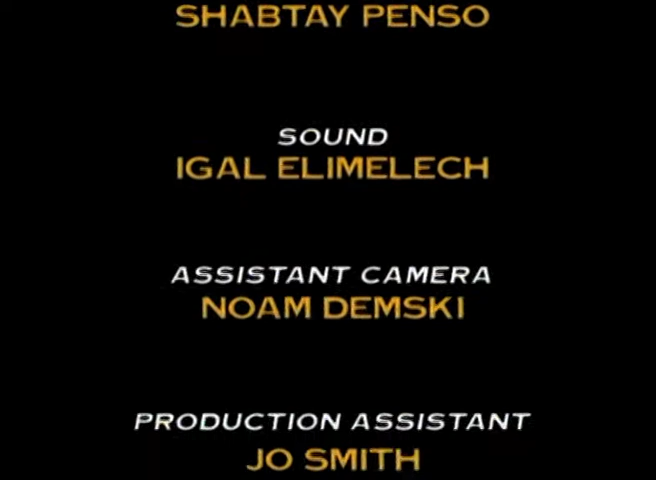 SHABTAY PENSO
SOUND
IGAL ELIMELECH
ASSISTANT CAMERA
NOAM DEMSKI
PRODUCTION ASSISTANT
JO SMITH